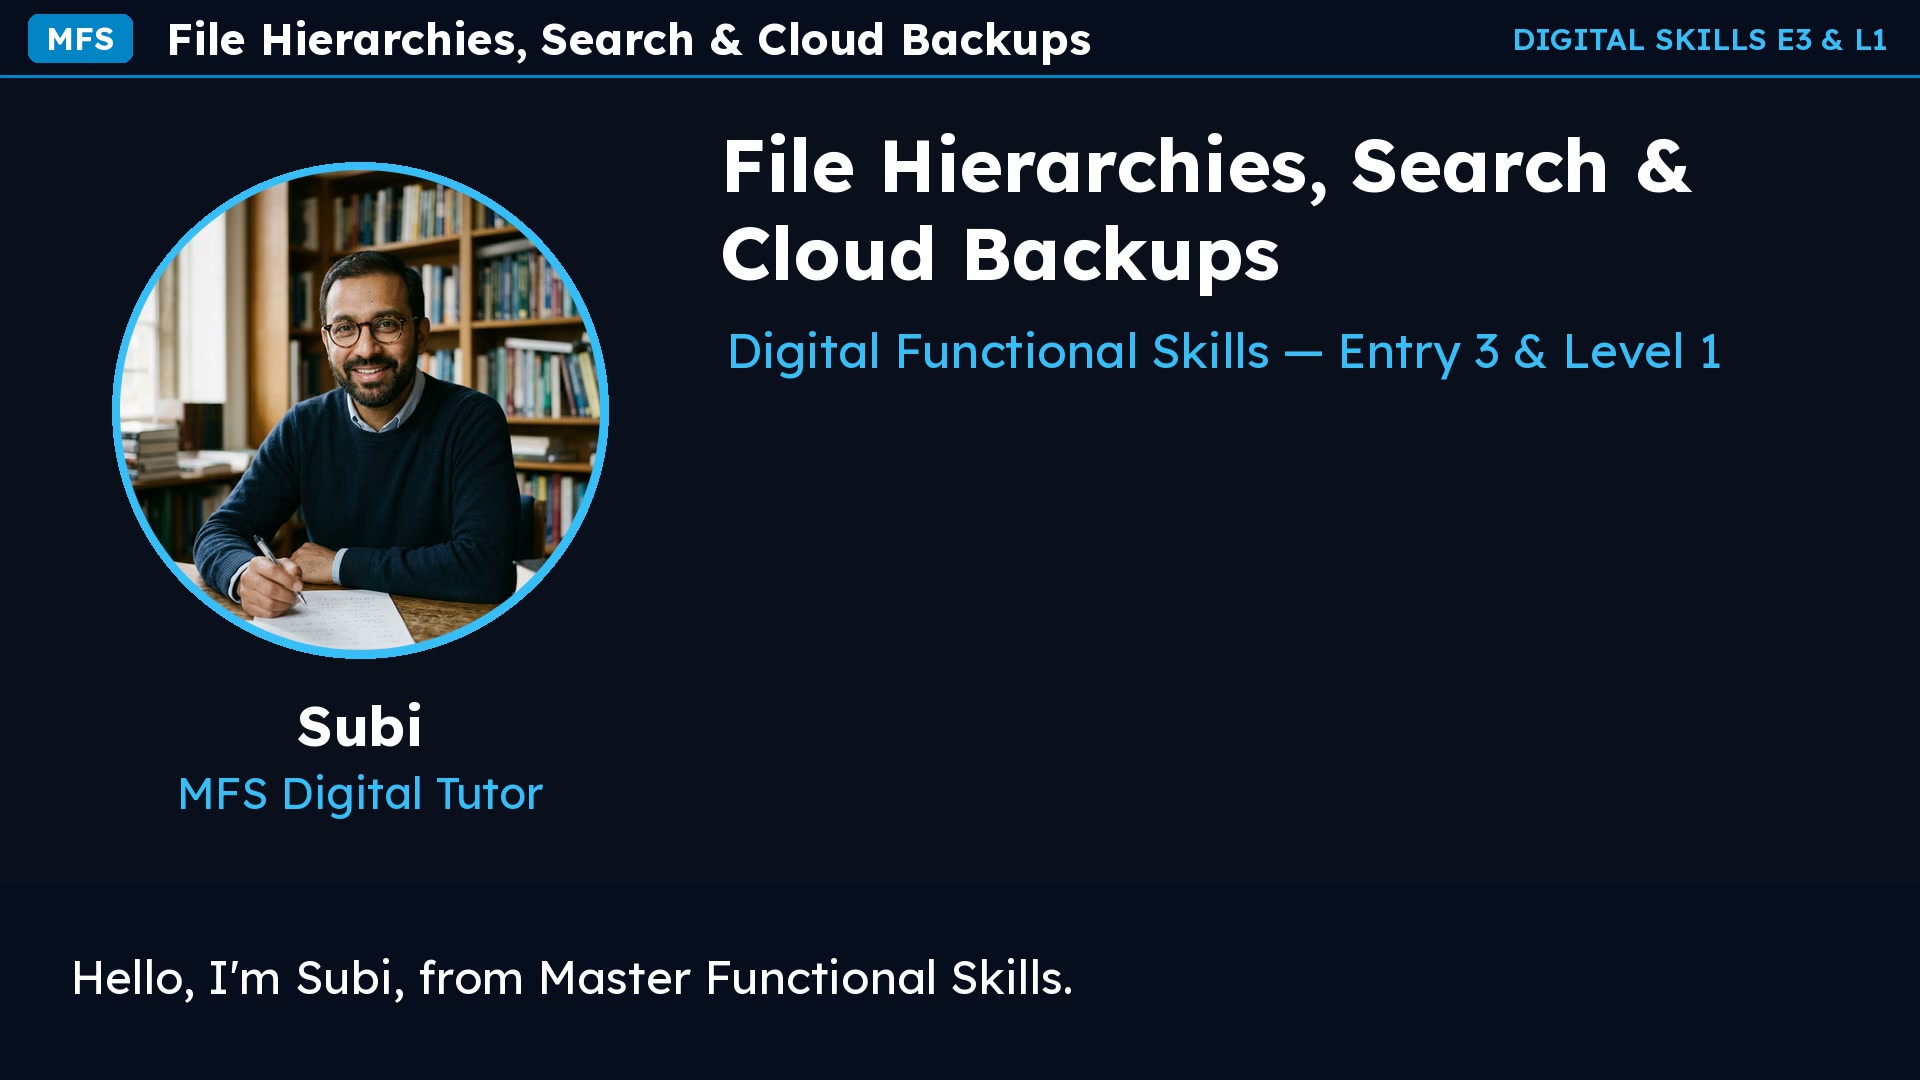 MFS
File Hierarchies, Search & Cloud Backups
DIGITAL SKILLS E3 & L1
File Hierarchies, Search &
Cloud Backups
Digital Functional Skills — Entry 3 & Level 1
Subi
MFS Digital Tutor
Hello, I'm Subi, from Master Functional Skills.